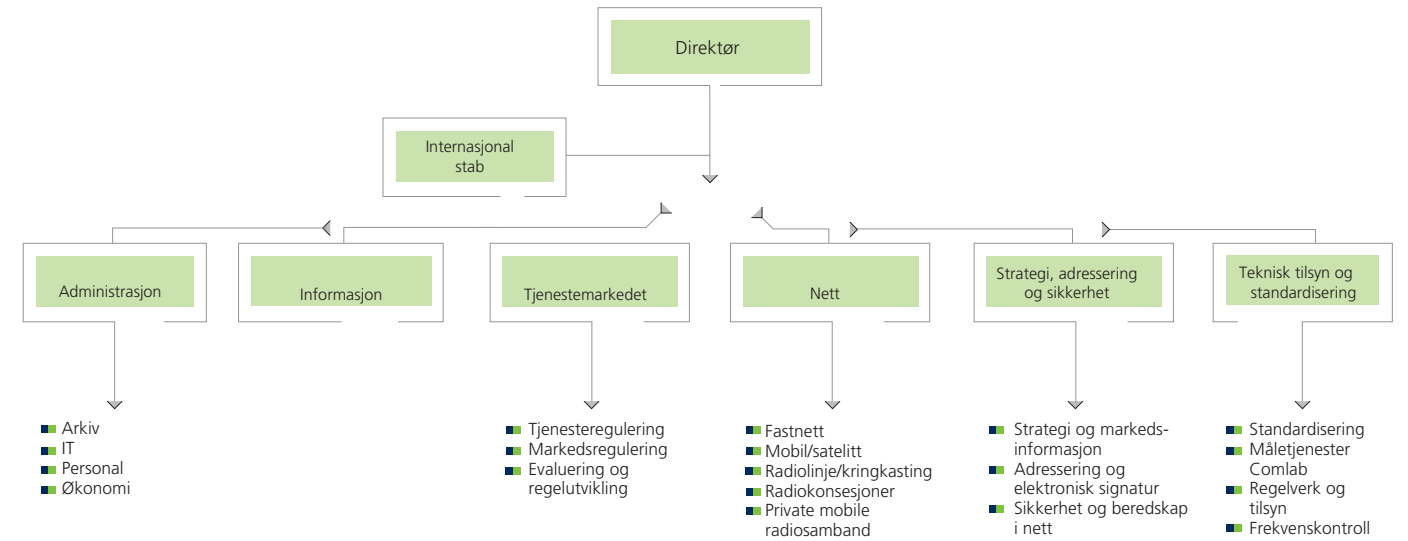 Direktør
Internasjonal
stab
Administrasjon
Informasjon
Tjenestemarkedet
Nett
Strategi, adressering
og sikkerhet
Teknisk tilsyn og
standardisering
Arkiv
IT
Personal
Økonomi
Tjenesteregulering
Markedsregulering
Evaluering og
regelutvikling
Fastnett
Mobil/satelitt
Radiolinje/kringkasting
Radiokonsesjoner
Private mobile
radiosamband
Strategi og markeds-
informasjon
Adressering og
elektronisk signatur
Sikkerhet og beredskap
i nett
Standardisering
Måletjenester
Comlab
Regelverk og
tilsyn
Frekvenskontroll